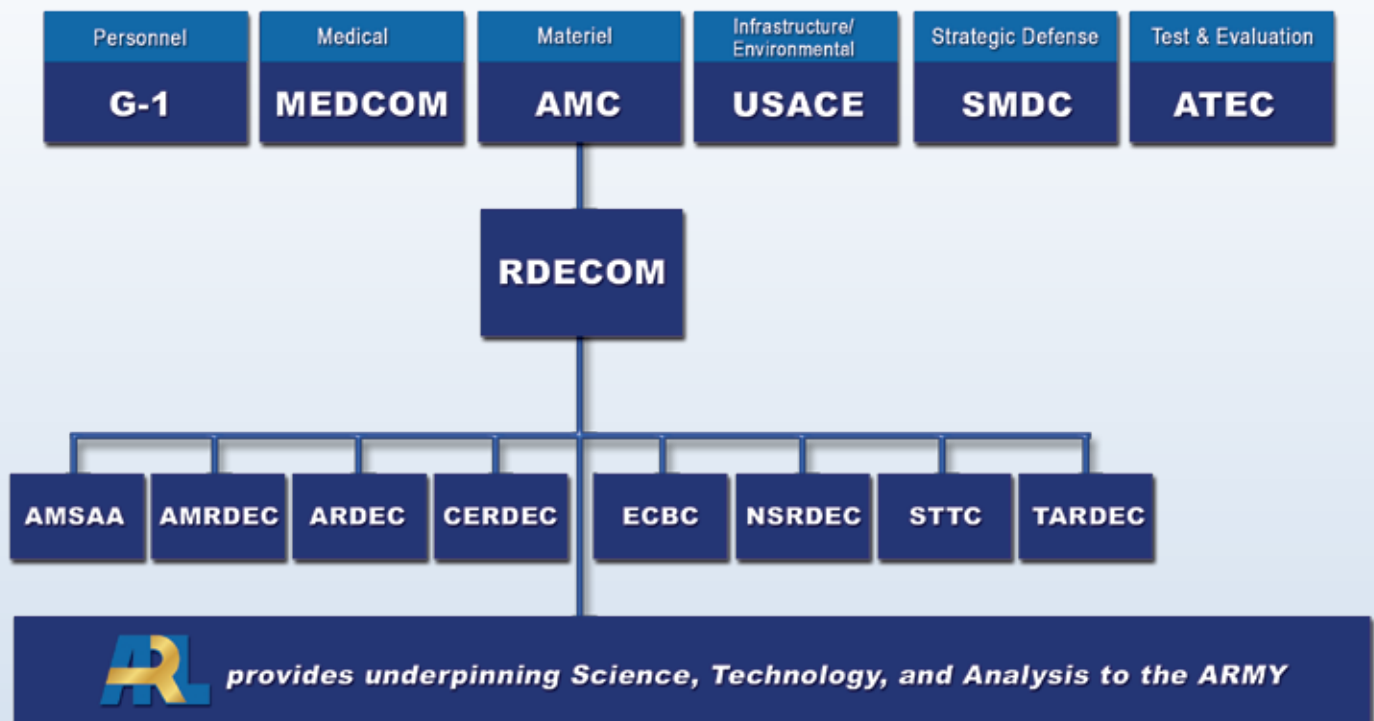 Personnel
G-1
Medical
MEDCOM
Materiel
AMC
Infrastructure/
Environmental
USACE
Strategic Defense
SMDC
Test & Evaluation
ATEC
RDECOM
AMSAA
AMRDEC
ARDEC
CERDEC
ECBC
NSRDEC
STTC
TARDEC
ARL provides underpinning Science, Technology, and Analysis to the ARMY